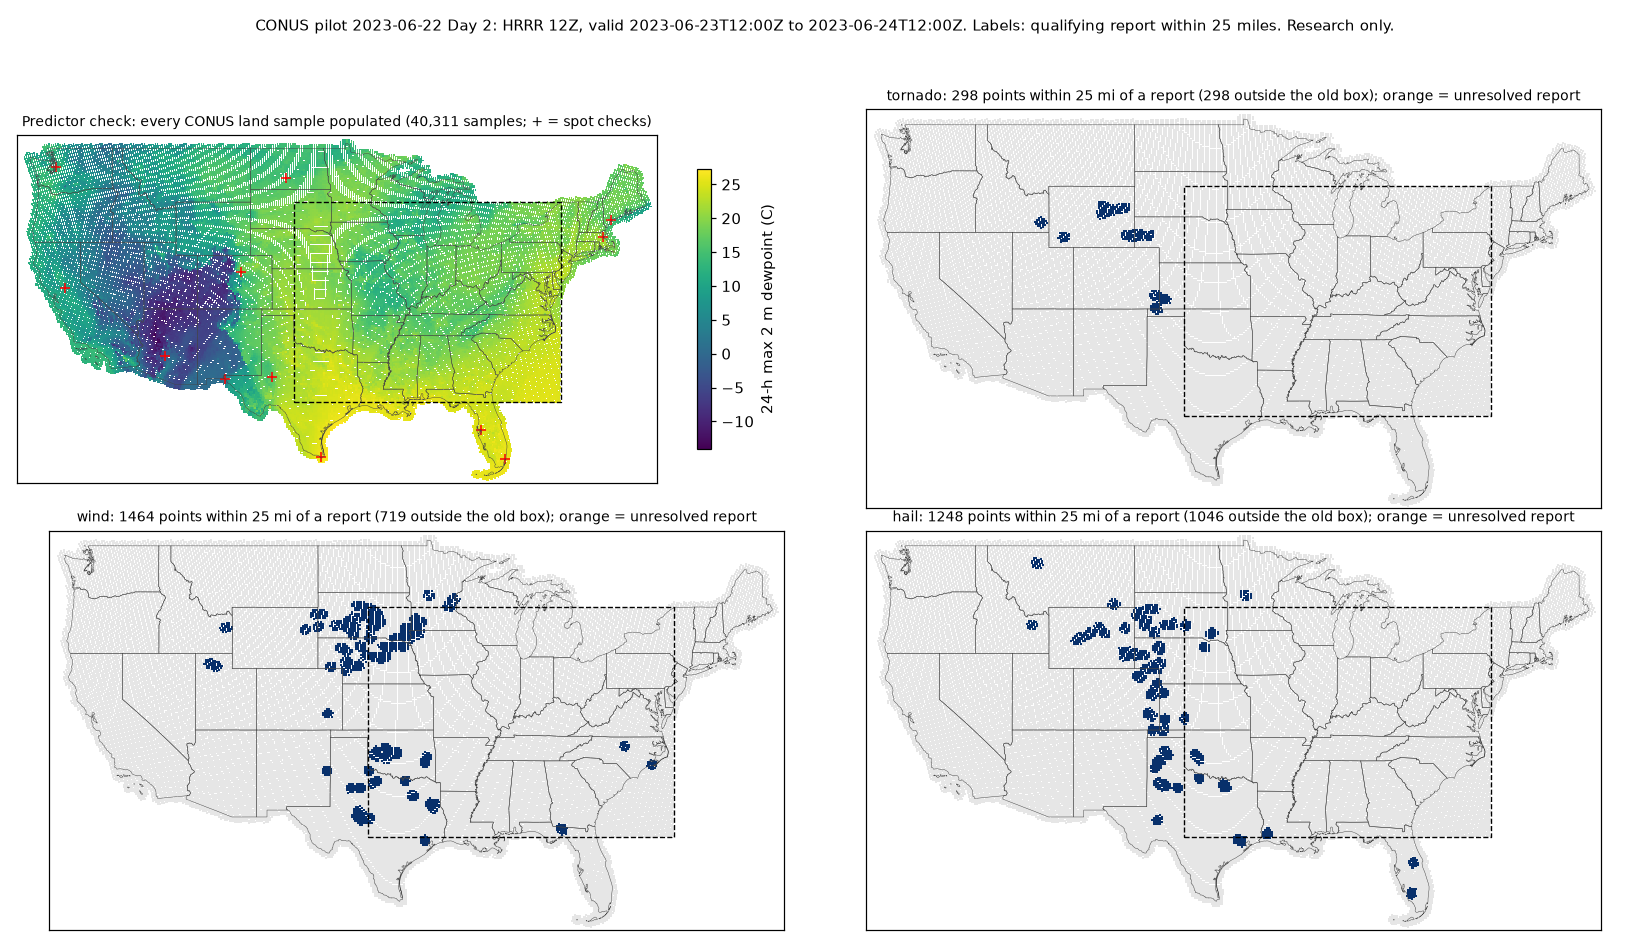 CONUS pilot 2023-06-22 Day 2: HRRR 12Z, valid 2023-06-23T12:00Z to 2023-06-24T12:00Z. Labels: qualifying report within 25 miles. Research only.
Predictor check: every CONUS land sample populated (40,311 samples; + = spot checks)
25
20
15
10
5
0
−5
−10
24-h max 2 m dewpoint (C)
tornado: 298 points within 25 mi of a report (298 outside the old box); orange = unresolved report
wind: 1464 points within 25 mi of a report (719 outside the old box); orange = unresolved report
hail: 1248 points within 25 mi of a report (1046 outside the old box); orange = unresolved report